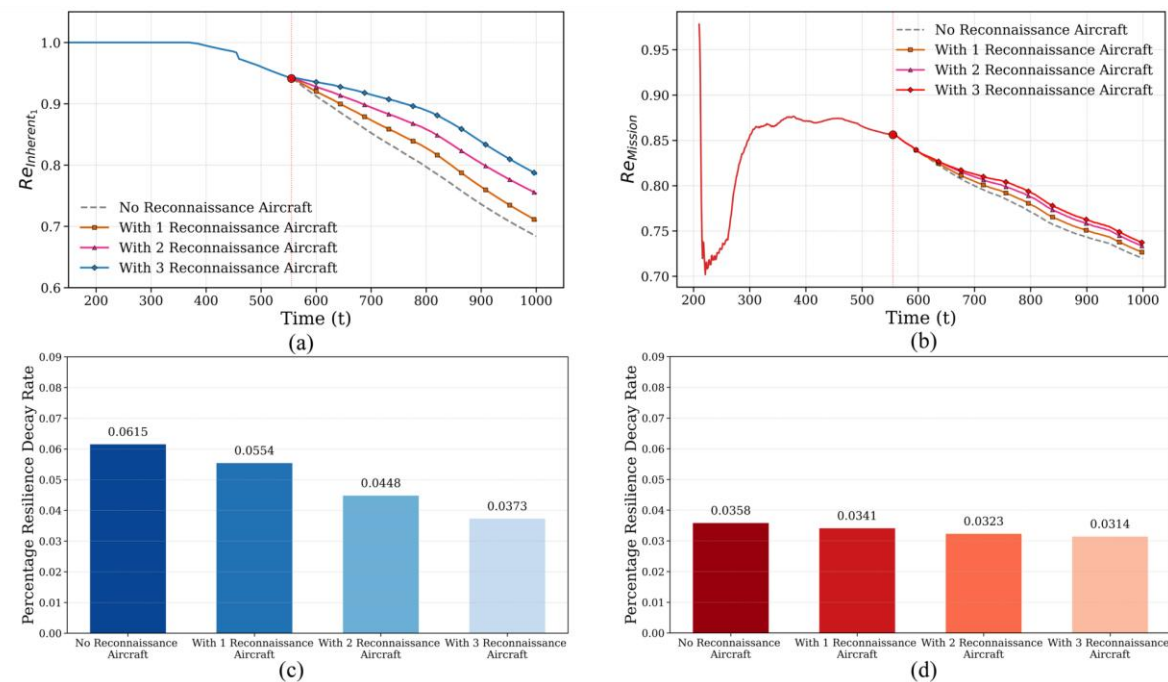 (a)
1.0
0.9
0.8
0.7
0.6
Re_{Inherent_1}
No Reconnaissance Aircraft
With 1 Reconnaissance Aircraft
With 2 Reconnaissance Aircraft
With 3 Reconnaissance Aircraft
200 300 400 500 600 700 800 900 1000
Time (t)
(a)
(b)
0.95
0.90
0.85
0.80
0.75
0.70
Re_{Mission}
No Reconnaissance Aircraft
With 1 Reconnaissance Aircraft
With 2 Reconnaissance Aircraft
With 3 Reconnaissance Aircraft
200 300 400 500 600 700 800 900 1000
Time (t)
(b)
Percentage Resilience Decay Rate
0.09
0.08
0.07
0.06
0.05
0.04
0.03
0.02
0.01
0.00
0.0615
0.0554
0.0448
0.0373
No Reconnaissance
Aircraft
With 1 Reconnaissance
Aircraft
With 2 Reconnaissance
Aircraft
With 3 Reconnaissance
Aircraft
(c)
Percentage Resilience Decay Rate
0.09
0.08
0.07
0.06
0.05
0.04
0.03
0.02
0.01
0.00
0.0358
0.0341
0.0323
0.0314
No Reconnaissance
Aircraft
With 1 Reconnaissance
Aircraft
With 2 Reconnaissance
Aircraft
With 3 Reconnaissance
Aircraft
(d)